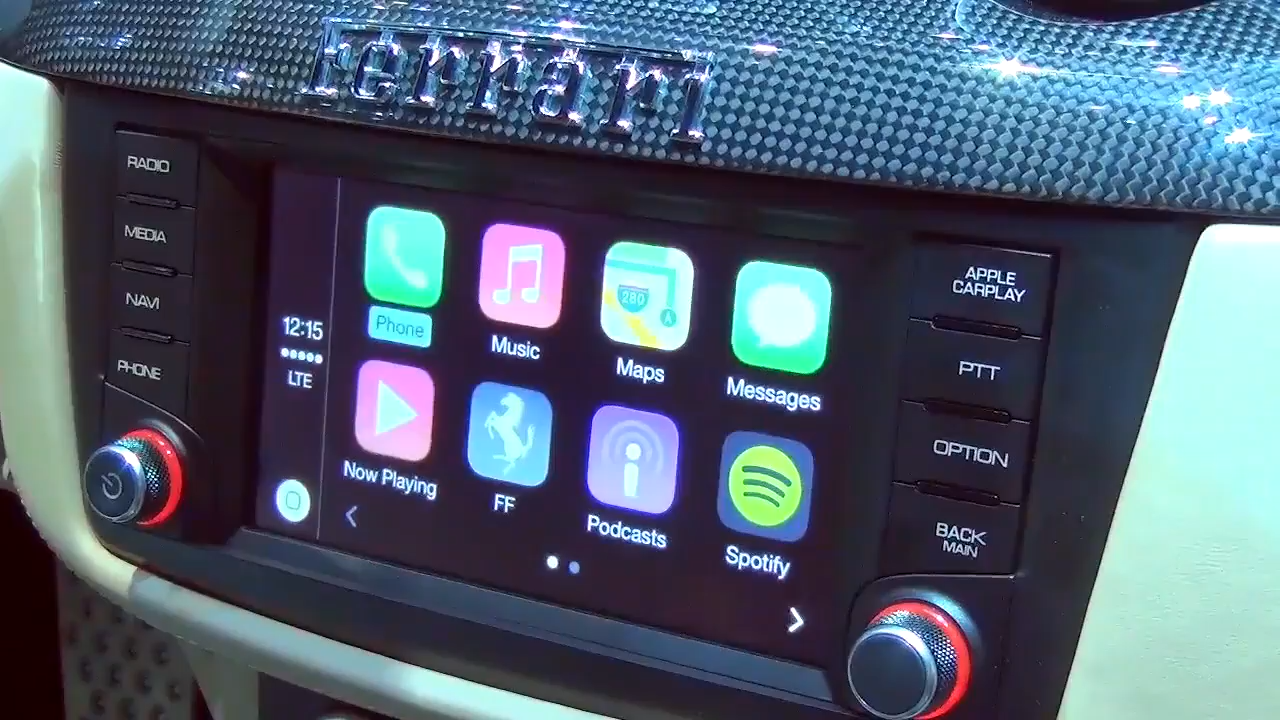 Ferrari
RADIO
MEDIA
NAVI
PHONE
12:15
LTE
Phone
Music
280
A
Maps
Messages
Now Playing
FF
Podcasts
Spotify
APPLE
CARPLAY
PTT
OPTION
BACK
MAIN